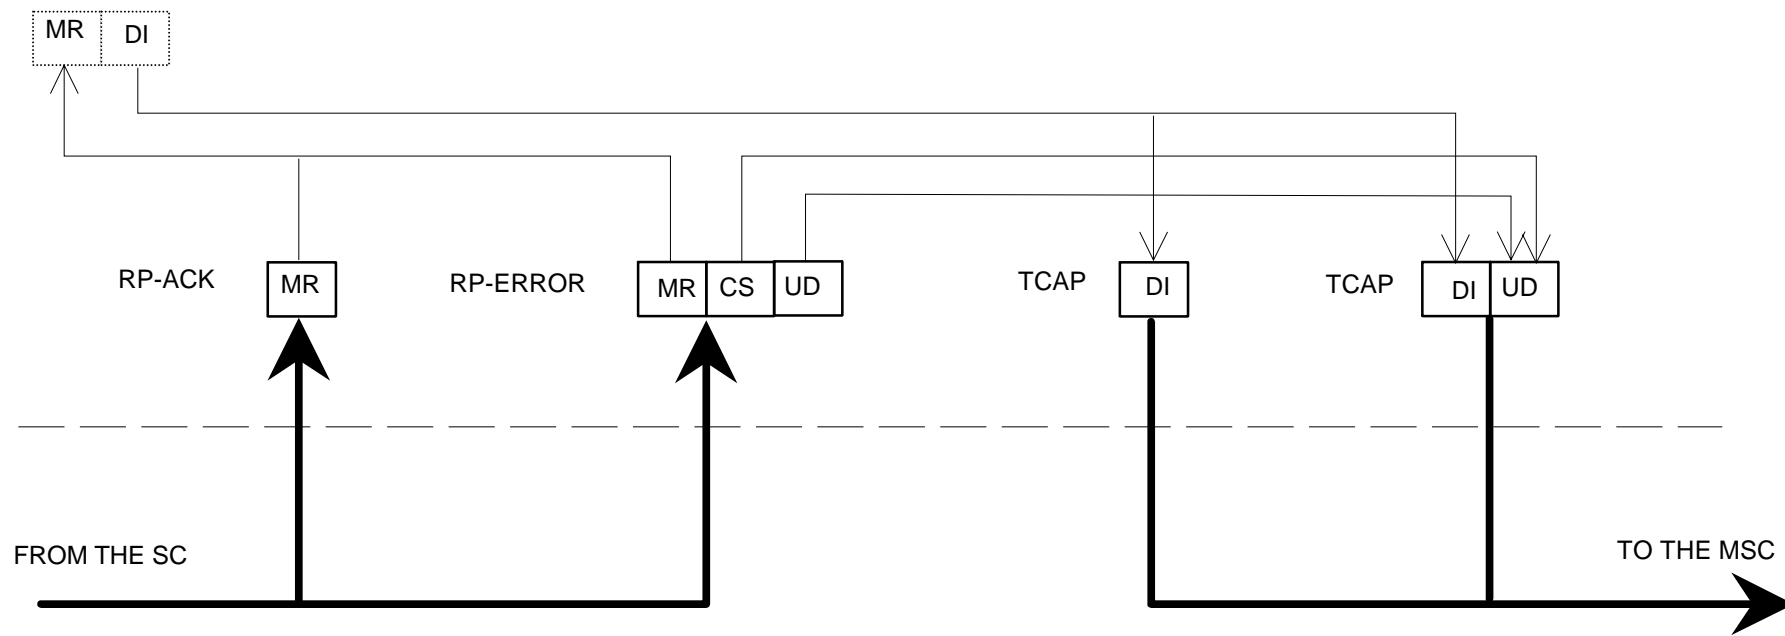 MR DI
RP-ACK MR RP-ERROR MR CS UD TCAP DI TCAP DI UD
FROM THE SC TO THE MSC